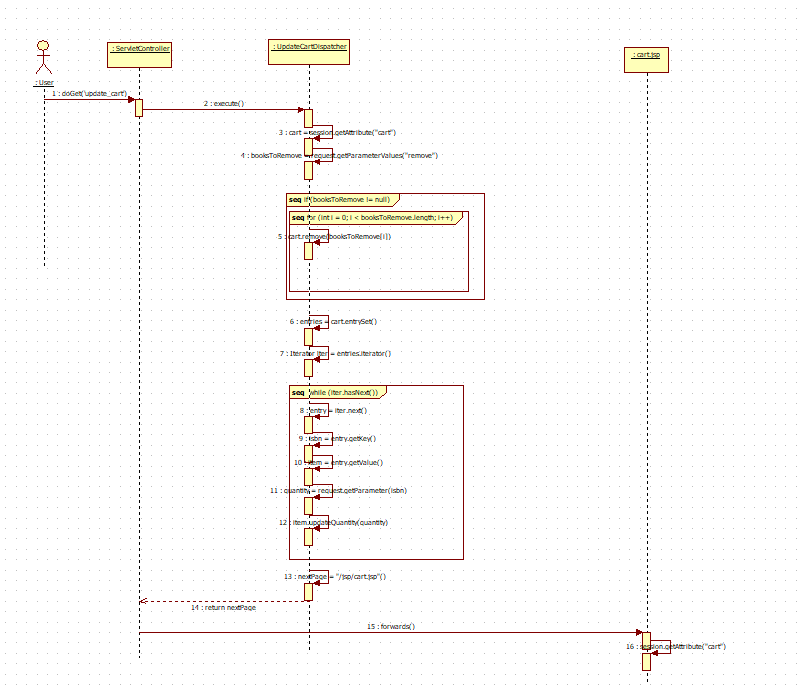 : ServletController
: UpdateCartDispatcher
: cart.jsp
: User
1 : doGet('update_cart')
2 : execute()
3 : cart = session.getAttribute("cart")
4 : booksToRemove = request.getParameterValues("remove")
seq if (booksToRemove != null)
seq for (int i = 0; i < booksToRemove.length; i++)
5 : cart.remove(booksToRemove[i])
6 : entries = cart.entrySet()
7 : Iterator iter = entries.iterator()
seq while (iter.hasNext())
8 : entry = iter.next()
9 : isbn = entry.getKey()
10 : item = entry.getValue()
11 : quantity = request.getParameter(isbn)
12 : item.updateQuantity(quantity)
13 : nextPage = "/jsp/cart.jsp"()
14 : return nextPage
15 : forwards()
16 : session.getAttribute("cart")